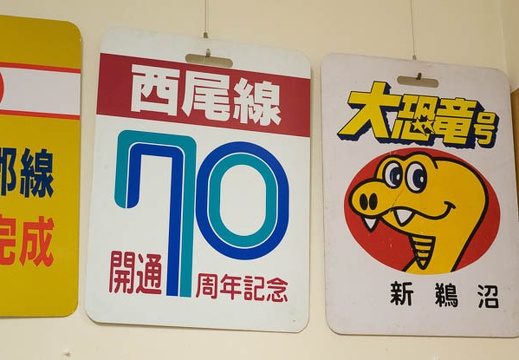 郡線
完成
西尾線
70
開通 周年記念
大恐竜号
新鵜沼